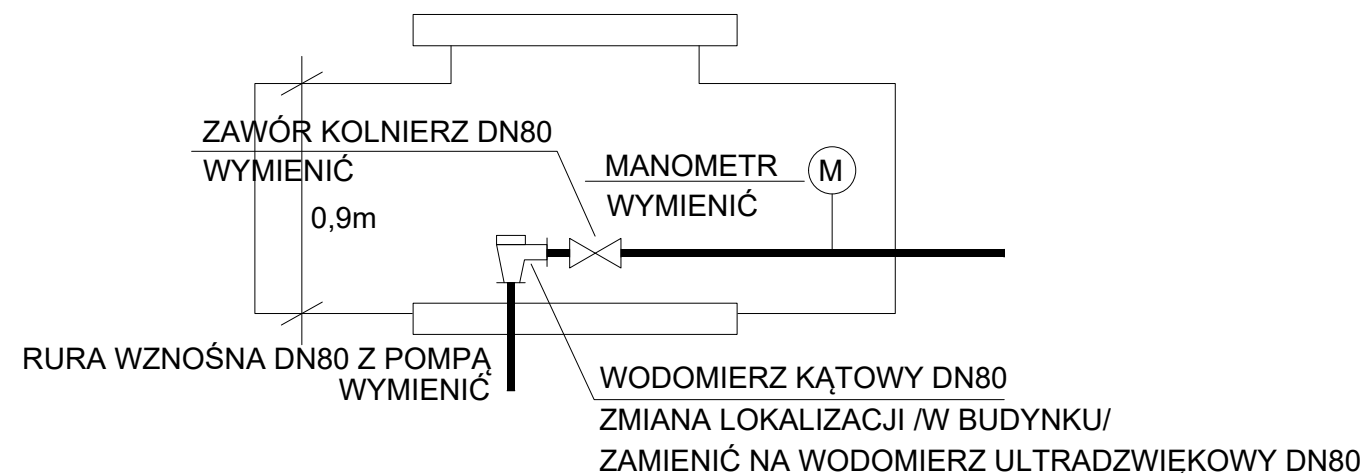 ZAWÓR KOLNIERZ DN80
WYMIENIĆ
MANOMETR
WYMIENIĆ
M
0,9m
RURA WZNOŚNA DN80 Z POMPĄ
WYMIENIĆ
WODOMIERZ KĄTOWY DN80
ZMIANA LOKALIZACJI /W BUDYNKU/
ZAMIENIĆ NA WODOMIERZ ULTRADZWIĘKOWY DN80